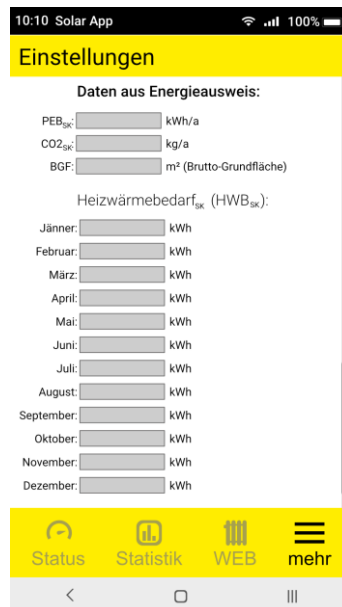 10:10 Solar App 100%
Einstellungen
Daten aus Energieausweis:
PEBSK: kWh/a
CO2SK: kg/a
BGF: m² (Brutto-Grundfläche)
HeizwärmebedarfSK (HWBSK):
Jänner: kWh
Februar: kWh
März: kWh
April: kWh
Mai: kWh
Juni: kWh
Juli: kWh
August: kWh
September: kWh
Oktober: kWh
November: kWh
Dezember: kWh
Status Statistik WEB mehr